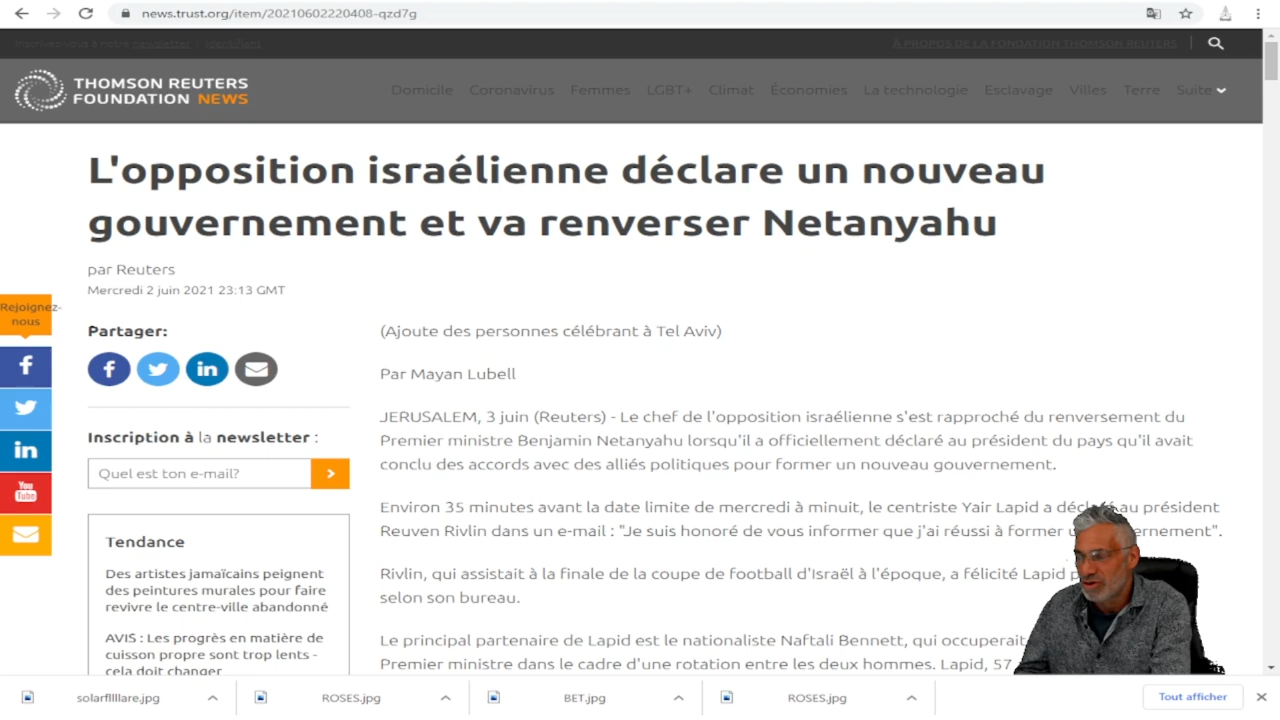 news.trust.org/item/20210602220408-qzd7g
Inscrivez-vous à notre newsletter | Identifiant
À PROPOS DE LA FONDATION THOMSON REUTERS
THOMSON REUTERS
FOUNDATION NEWS
Domicile Coronavirus Femmes LGBT+ Climat Économies La technologie Esclavage Villes Terre Suite
L'opposition israélienne déclare un nouveau
gouvernement et va renverser Netanyahu
par Reuters
Mercredi 2 juin 2021 23:13 GMT
Rejoignez-
nous
Partager:
Inscription à la newsletter :
Quel est ton e-mail?
Tendance
Des artistes jamaïcains peignent
des peintures murales pour faire
revivre le centre-ville abandonné
AVIS : Les progrès en matière de
cuisson propre sont trop lents -
cela doit changer
You
Tube
(Ajoute des personnes célébrant à Tel Aviv)
Par Mayan Lubell
JERUSALEM, 3 juin (Reuters) - Le chef de l'opposition israélienne s'est rapproché du renversement du
Premier ministre Benjamin Netanyahu lorsqu'il a officiellement déclaré au président du pays qu'il avait
conclu des accords avec des alliés politiques pour former un nouveau gouvernement.
Environ 35 minutes avant la date limite de mercredi à minuit, le centriste Yair Lapid a au président
Reuven Rivlin dans un e-mail : "Je suis honoré de vous informer que j'ai réussi à former
Rivlin, qui assistait à la finale de la coupe de football d'Israël à l'époque, a félicité Lapid
selon son bureau.
Le principal partenaire de Lapid est le nationaliste Naftali Bennett, qui occuperait
Premier ministre dans le cadre d'une rotation entre les deux hommes. Lapid, 57
solarflllllare.jpg ROSES.jpg BET.jpg ROSES.jpg Tout afficher